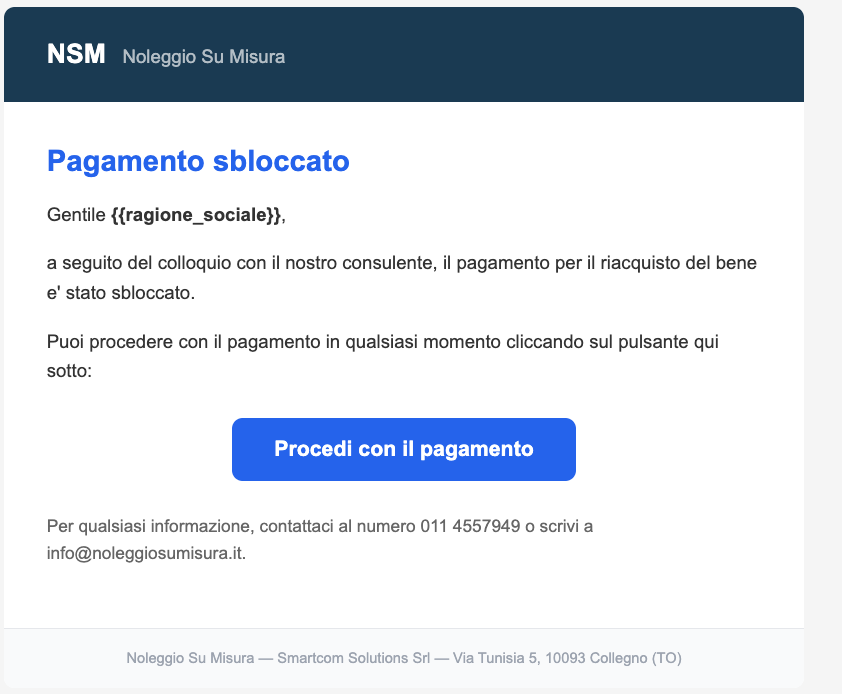 NSM Noleggio Su Misura
Pagamento sbloccato
Gentile {{ragione_sociale}},
a seguito del colloquio con il nostro consulente, il pagamento per il riacquisto del bene
e' stato sbloccato.
Puoi procedere con il pagamento in qualsiasi momento cliccando sul pulsante qui
sotto:
Procedi con il pagamento
Per qualsiasi informazione, contattaci al numero 011 4557949 o scrivi a
info@noleggiosumisura.it.
Noleggio Su Misura — Smartcom Solutions Srl — Via Tunisia 5, 10093 Collegno (TO)